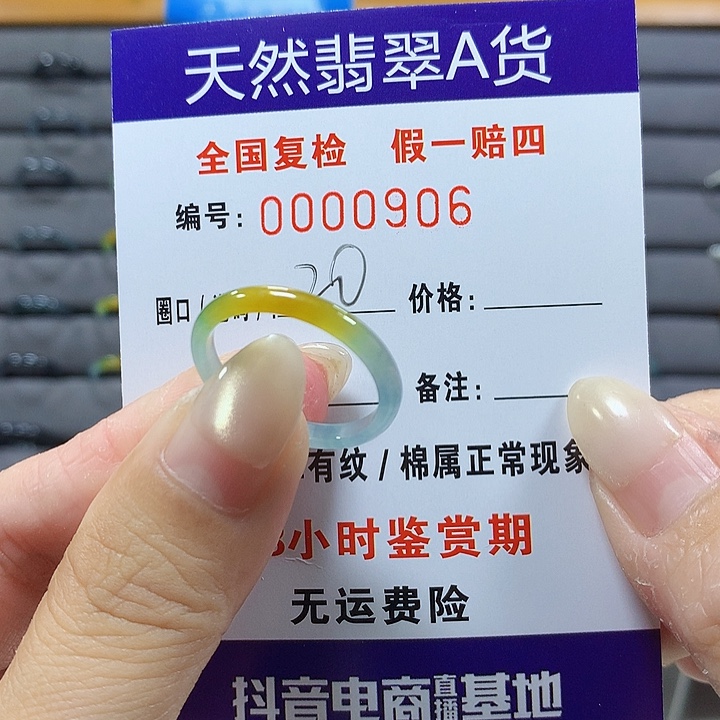 天然翡翠A货
全国复检 假一赔四
编号: 0000906
圈口/ 20 价格:
备注:
有纹/棉属正常现象
小时鉴赏期
无运费险
抖音电商直播基地